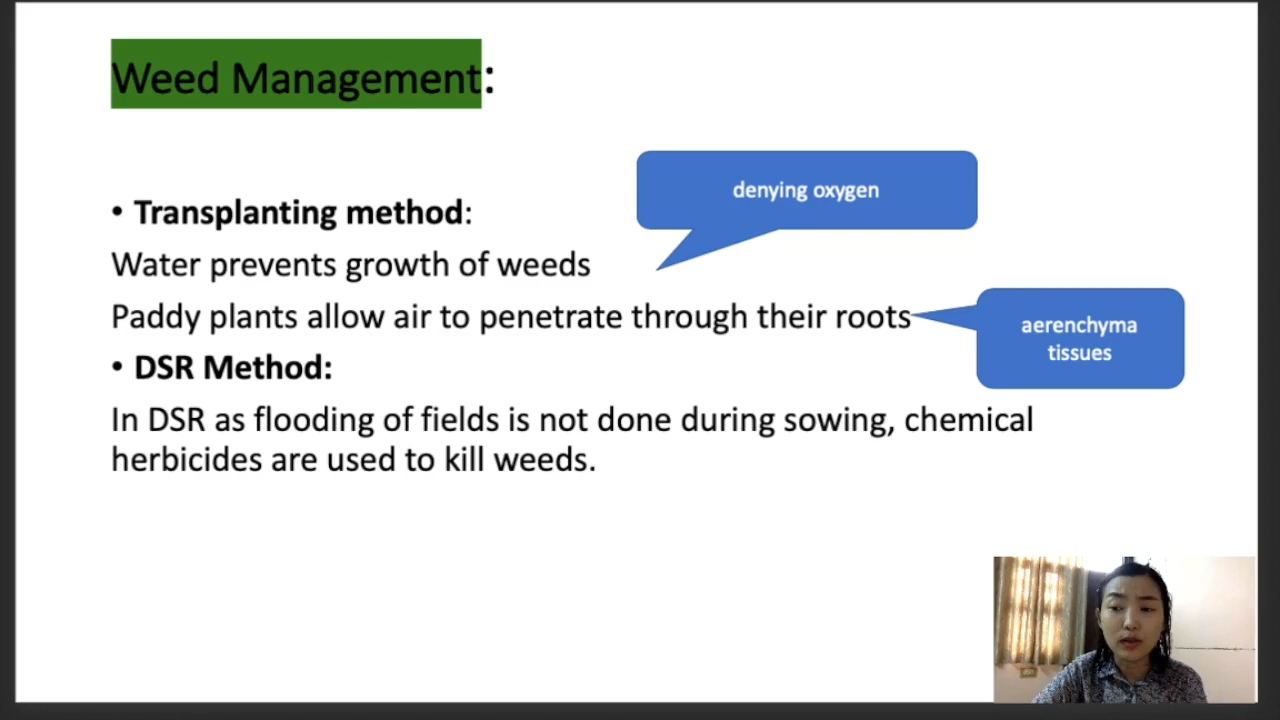 Weed Management:
denying oxygen
• Transplanting method:
Water prevents growth of weeds
Paddy plants allow air to penetrate through their roots
aerenchyma
tissues
• DSR Method:
In DSR as flooding of fields is not done during sowing, chemical
herbicides are used to kill weeds.